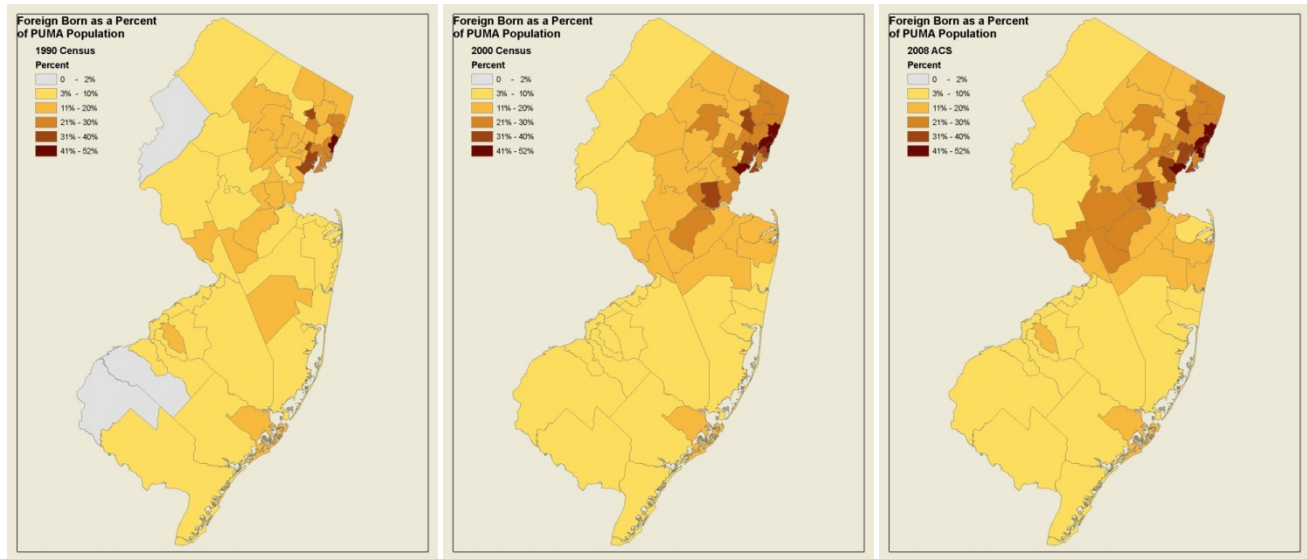 Foreign Born as a Percent
of PUMA Population
1990 Census
Percent
0 - 2%
3% - 10%
11% - 20%
21% - 30%
31% - 40%
41% - 52%
Foreign Born as a Percent
of PUMA Population
2000 Census
Percent
0 - 2%
3% - 10%
11% - 20%
21% - 30%
31% - 40%
41% - 52%
Foreign Born as a Percent
of PUMA Population
2008 ACS
Percent
0 - 2%
3% - 10%
11% - 20%
21% - 30%
31% - 40%
41% - 52%